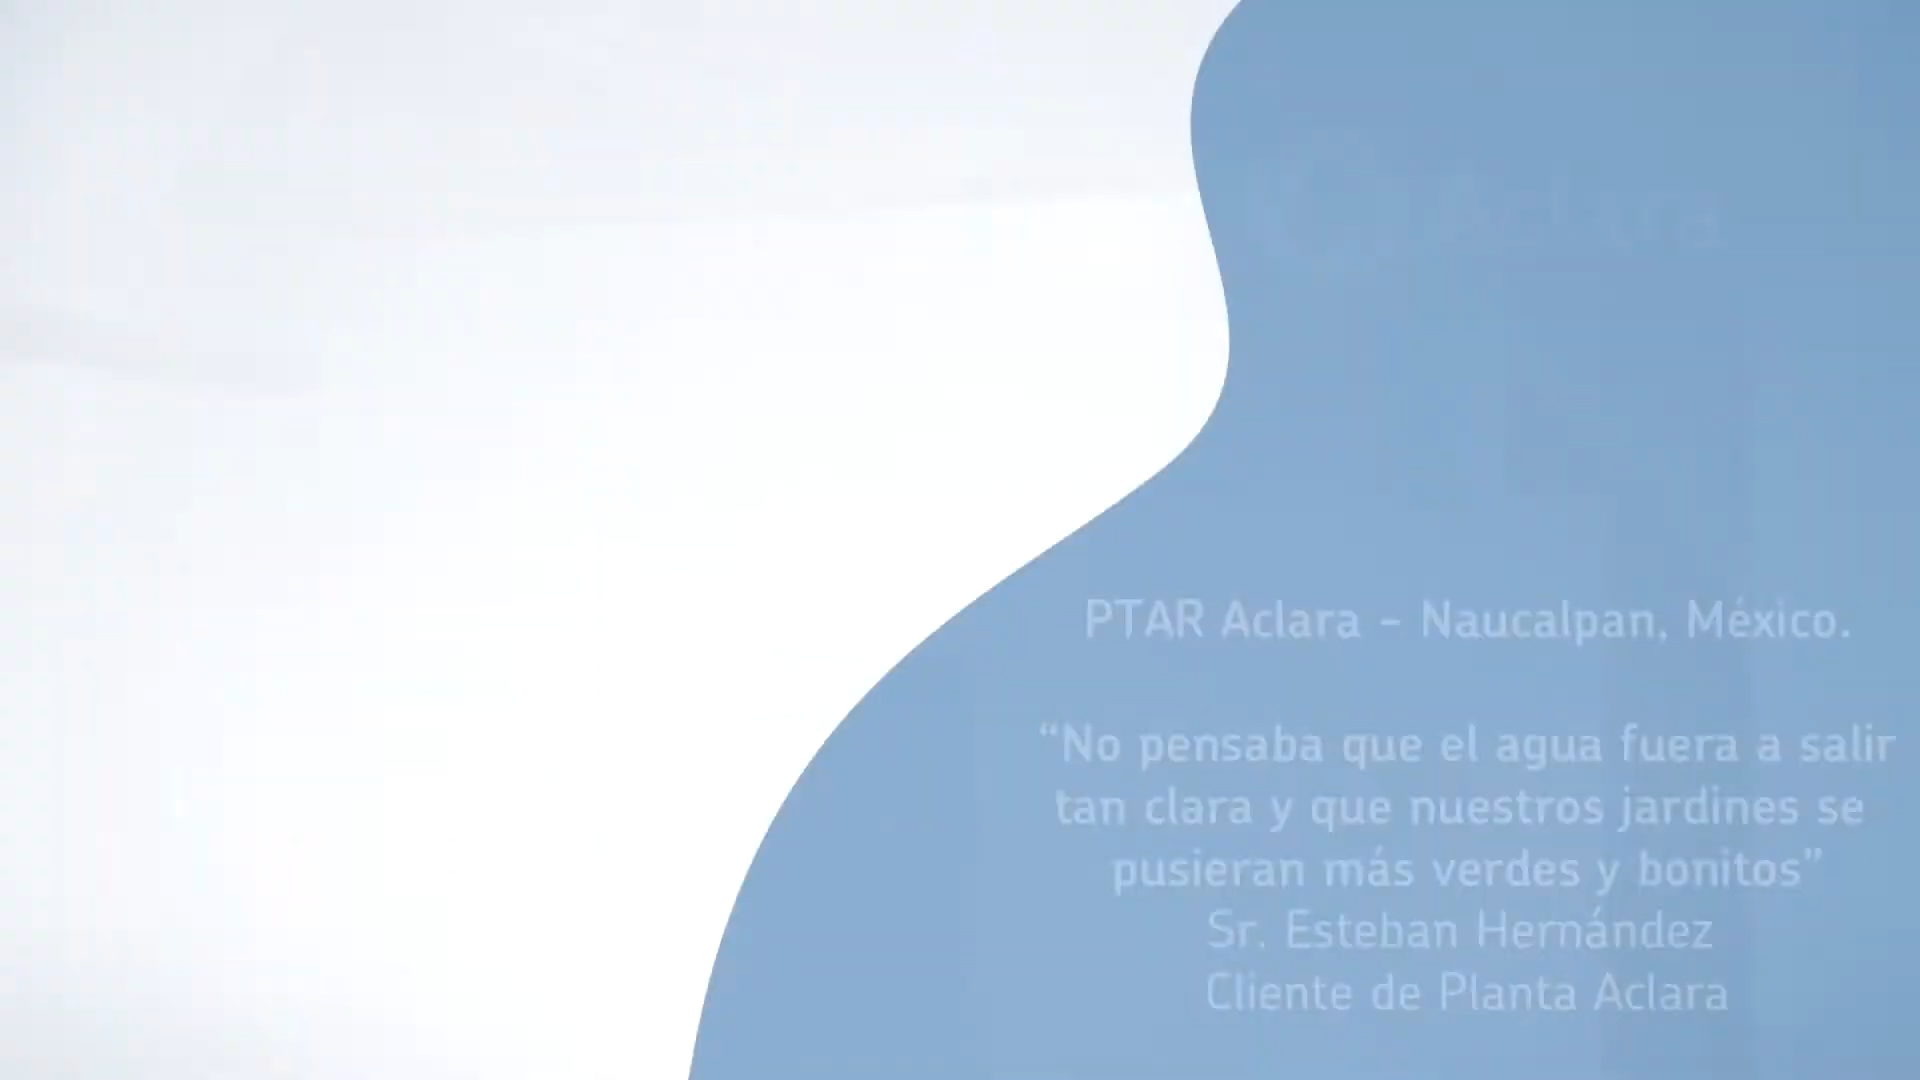 Aclara
PTAR Aclara - Naucalpan, México.
“No pensaba que el agua fuera a salir
tan clara y que nuestros jardines se
pusieran más verdes y bonitos”
Sr. Esteban Hernández
Cliente de Planta Aclara